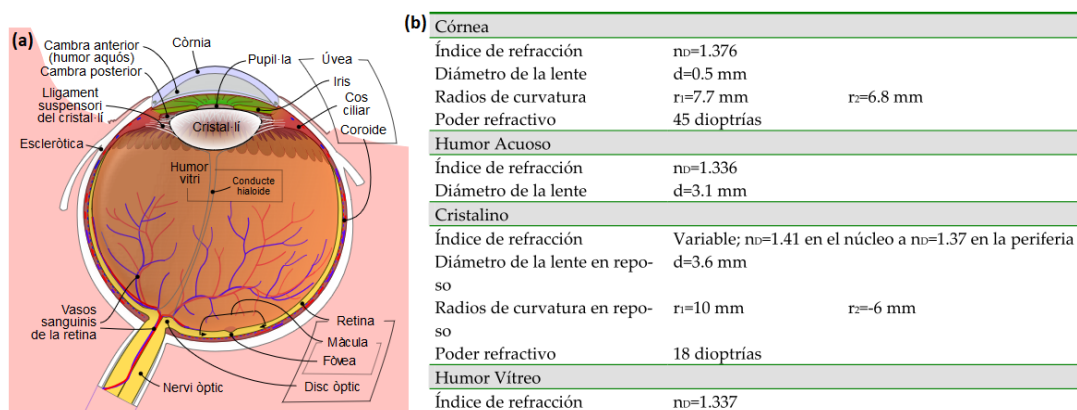 (a)
Cambra anterior
(humor aquós)
Cambra posterior
Lligament
suspensori
del cristal·lí
Escleròtica
Còrnia
Pupil·la
Úvea
Iris
Cos
ciliar
Coroide
Cristal·lí
Humor
vitri
Conducte
hialoide
Vasos
sanguinis
de la retina
Nervi òptic
Retina
Màcula
Fòvea
Disc òptic
(b)
Córnea
Índice de refracción nD=1.376
Diámetro de la lente d=0.5 mm
Radios de curvatura r1=7.7 mm r2=6.8 mm
Poder refractivo 45 dioptrías
Humor Acuoso
Índice de refracción nD=1.336
Diámetro de la lente d=3.1 mm
Cristalino
Índice de refracción Variable; nD=1.41 en el núcleo a nD=1.37 en la periferia
Diámetro de la lente en repo- d=3.6 mm
so
Radios de curvatura en repo- r1=10 mm r2=-6 mm
so
Poder refractivo 18 dioptrías
Humor Vítreo
Índice de refracción nD=1.337